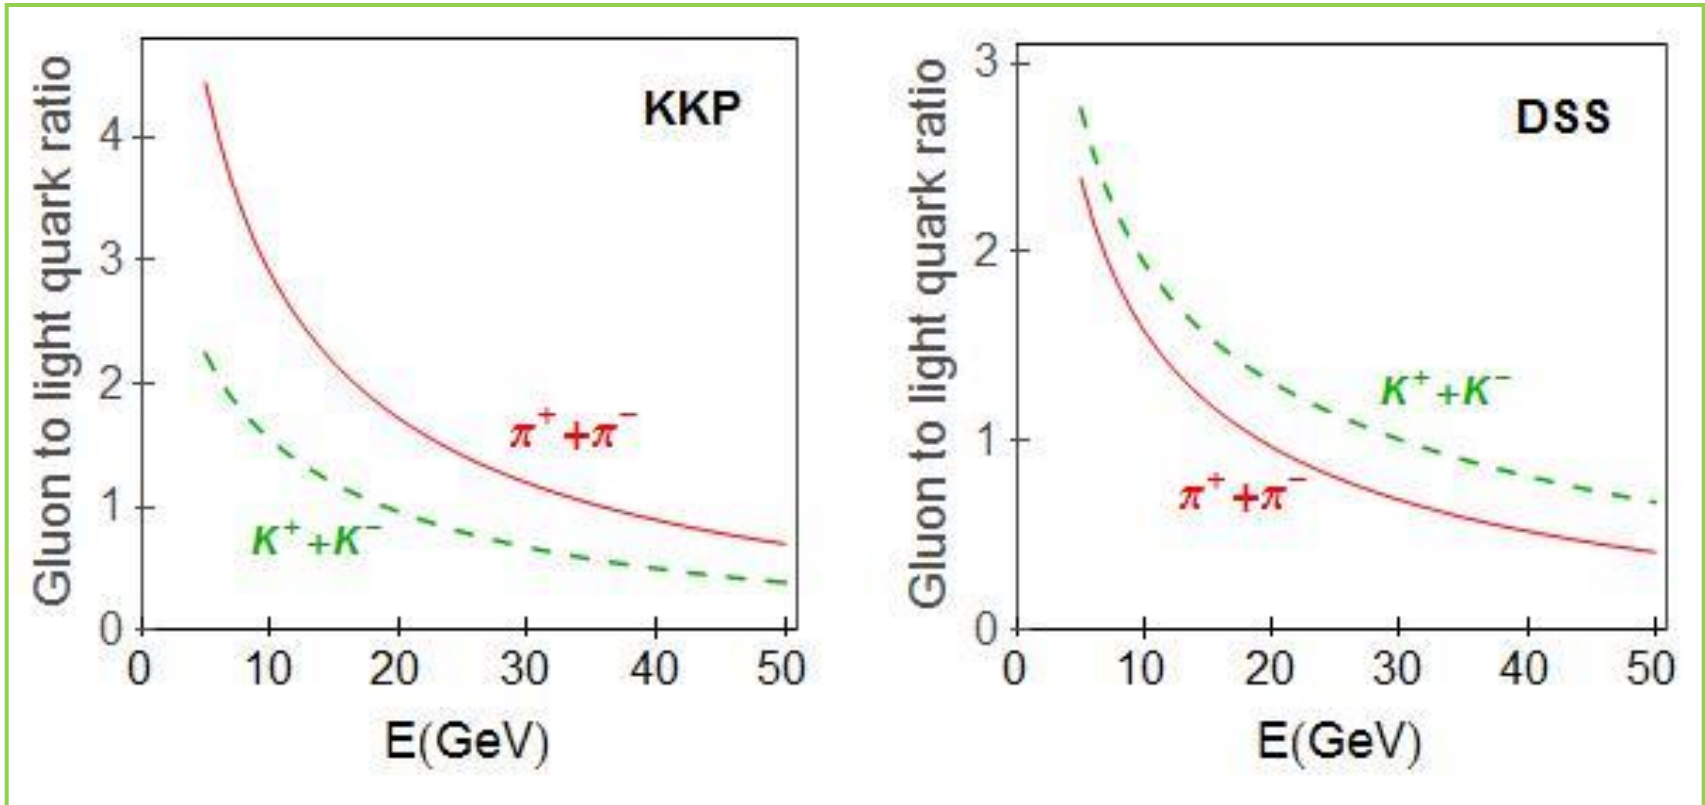 Gluon to light quark ratio
KKP
4
3
2
1
0
π⁺+π⁻
K⁺+K⁻
0 10 20 30 40 50
E(GeV)
Gluon to light quark ratio
DSS
3
2
1
0
K⁺+K⁻
π⁺+π⁻
0 10 20 30 40 50
E(GeV)